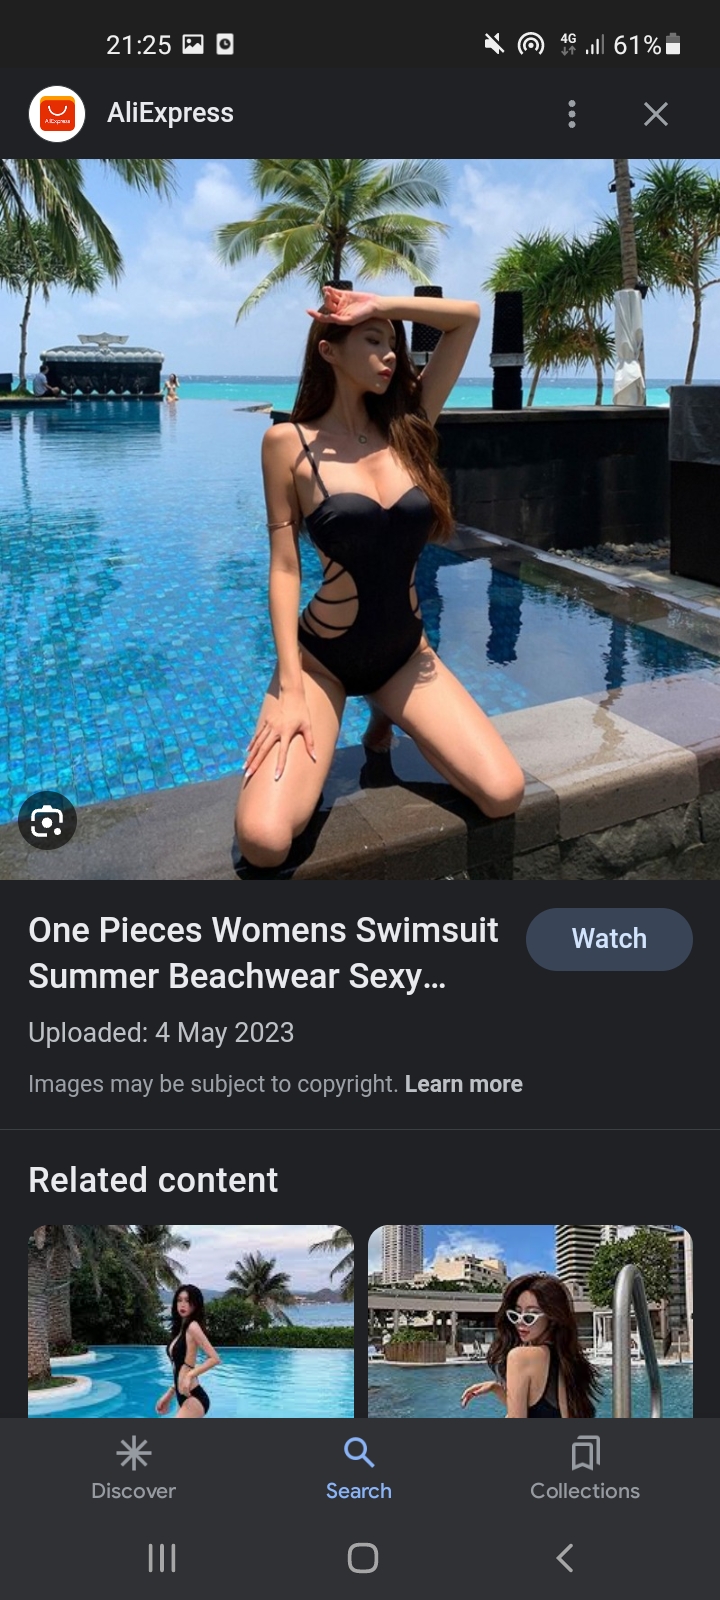 21:25
4G
61%
AliExpress
AliExpress
One Pieces Womens Swimsuit
Summer Beachwear Sexy…
Watch
Uploaded: 4 May 2023
Images may be subject to copyright. Learn more
Related content
Discover
Search
Collections